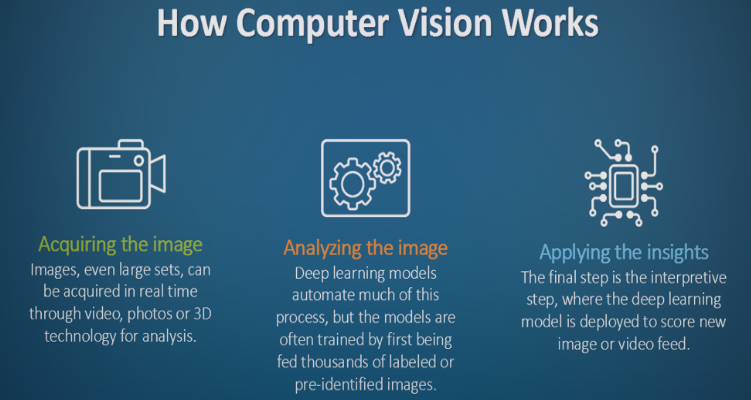 How Computer Vision Works
Acquiring the image
Images, even large sets, can
be acquired in real time
through video, photos or 3D
technology for analysis.
Analyzing the image
Deep learning models
automate much of this
process, but the models are
often trained by first being
fed thousands of labeled or
pre-identified images.
Applying the insights
The final step is the interpretive
step, where the deep learning
model is deployed to score new
image or video feed.